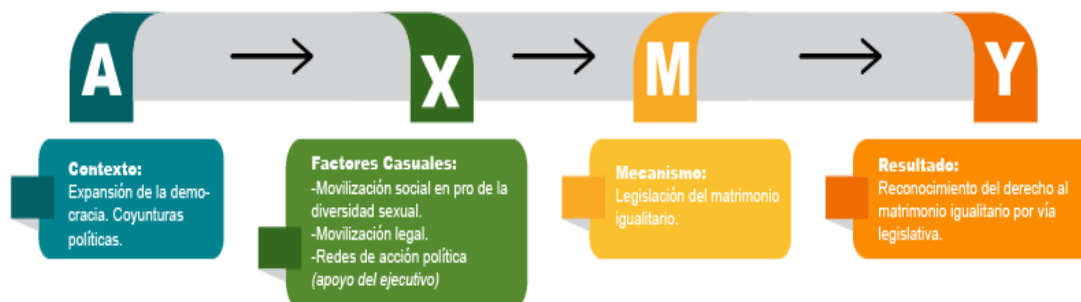 A
X
M
Y
Contexto:
Expansión de la demo-
cracia. Coyunturas
políticas.
Factores Casuales:
-Movilización social en pro de la
diversidad sexual.
-Movilización legal.
-Redes de acción política
(apoyo del ejecutivo)
Mecanismo:
Legislación del matrimonio
igualitario.
Resultado:
Reconocimiento del derecho al
matrimonio igualitario por vía
legislativa.